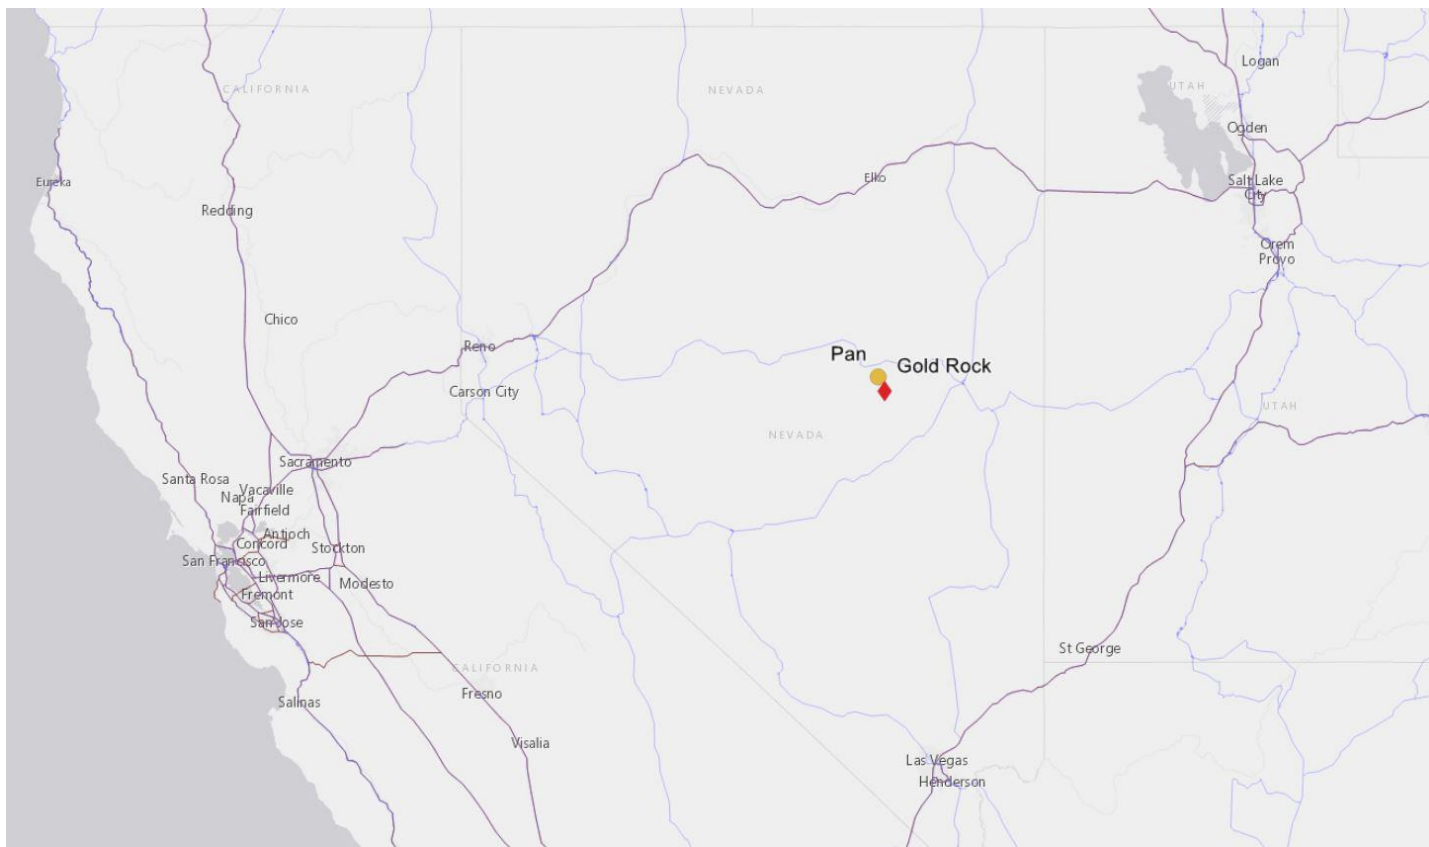 Logan
CALIFORNIA
NEVADA
UTAH
Ogden
Elko
Eureka
Salt Lake
City
Redding
Orem
Provo
Chico
Reno
Pan
Gold Rock
Carson City
UTAH
NEVADA
Sacramento
Santa Rosa
Vacaville
Napa
Fairfield
Antioch
Concord
Stockton
San Francisco
Livermore
Modesto
Fremont
San Jose
St George
CALIFORNIA
Fresno
Salinas
Visalia
Las Vegas
Henderson